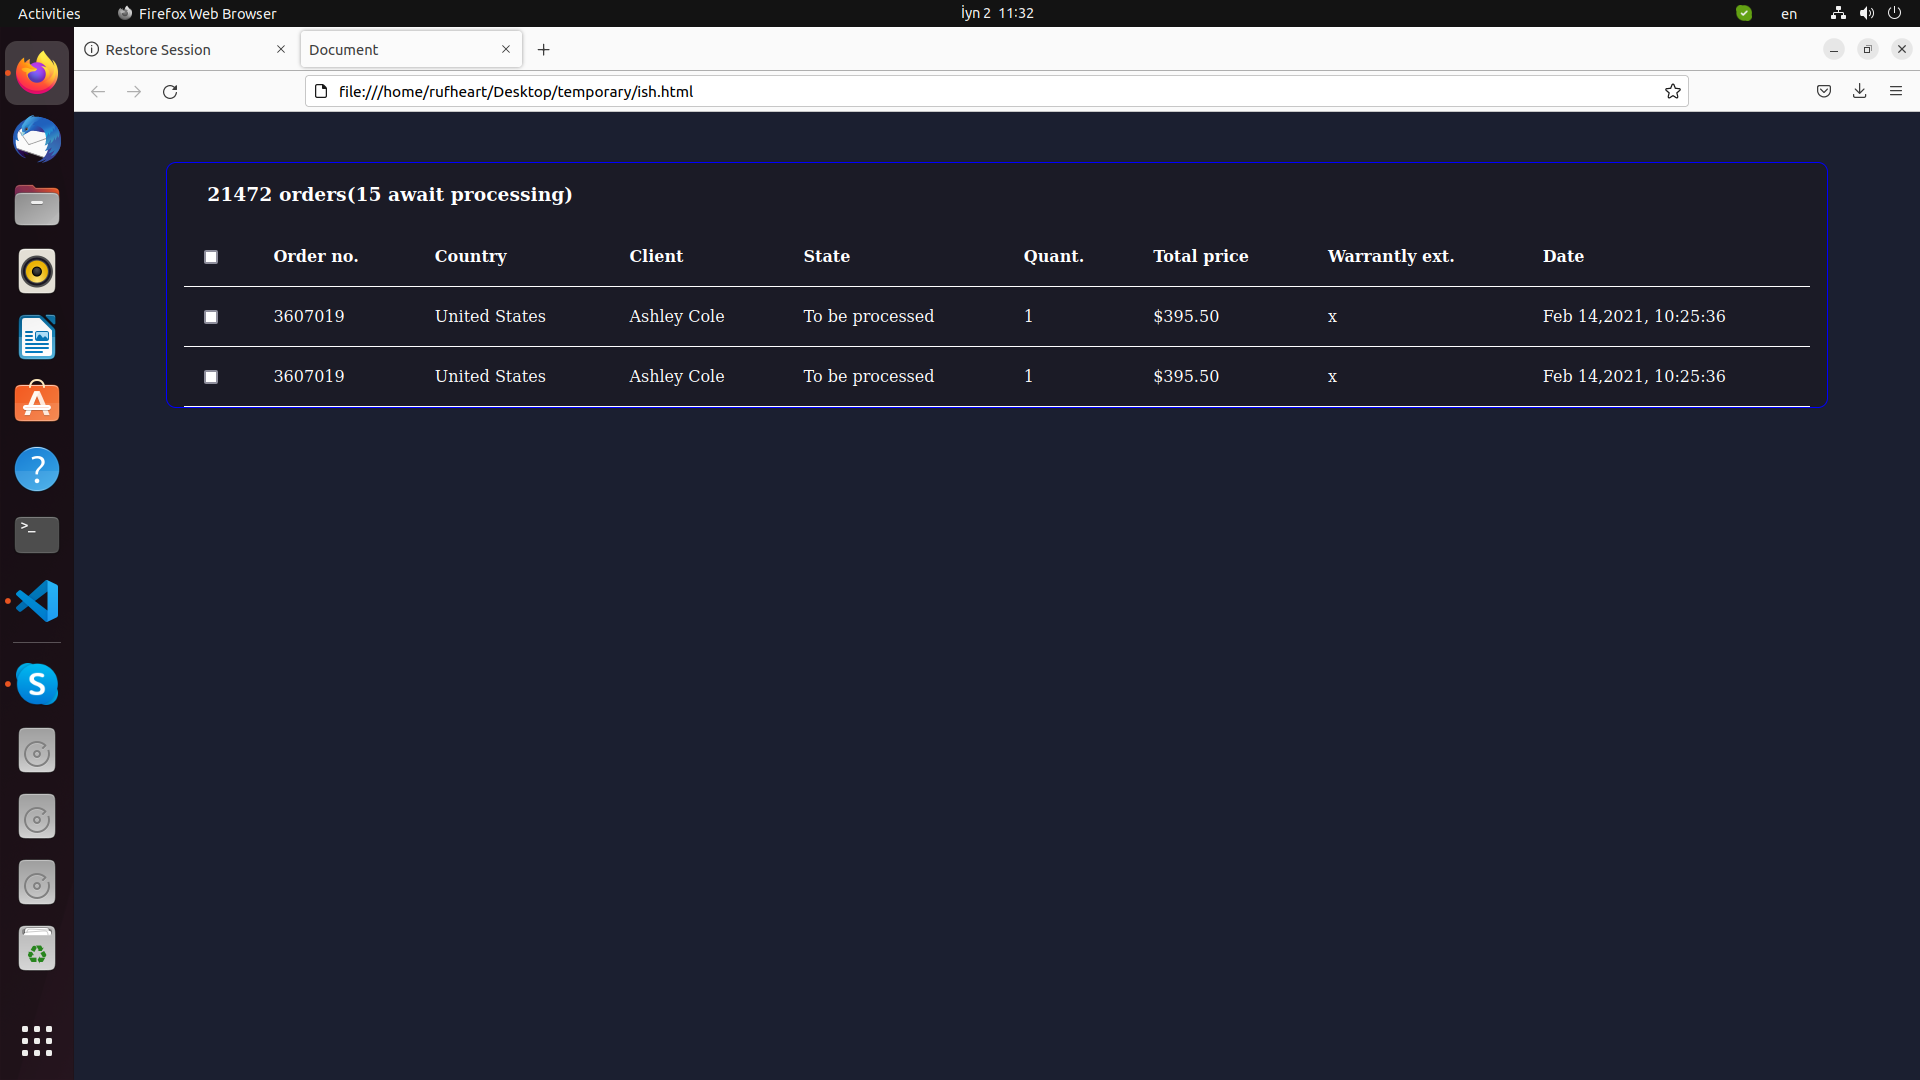 Activities Firefox Web Browser İyn 2 11:32 en
Restore Session Document
file:///home/rufheart/Desktop/temporary/ish.html
21472 orders(15 await processing)
Order no. Country Client State Quant. Total price Warrantly ext. Date
3607019 United States Ashley Cole To be processed 1 $395.50 x Feb 14,2021, 10:25:36
3607019 United States Ashley Cole To be processed 1 $395.50 x Feb 14,2021, 10:25:36